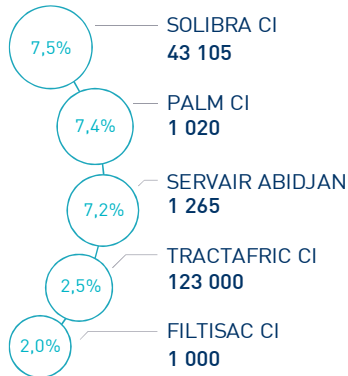 7,5%
SOLIBRA CI
43 105
7,4%
PALM CI
1 020
7,2%
SERVAIR ABIDJAN
1 265
2,5%
TRACTAFRIC CI
123 000
2,0%
FILTISAC CI
1 000